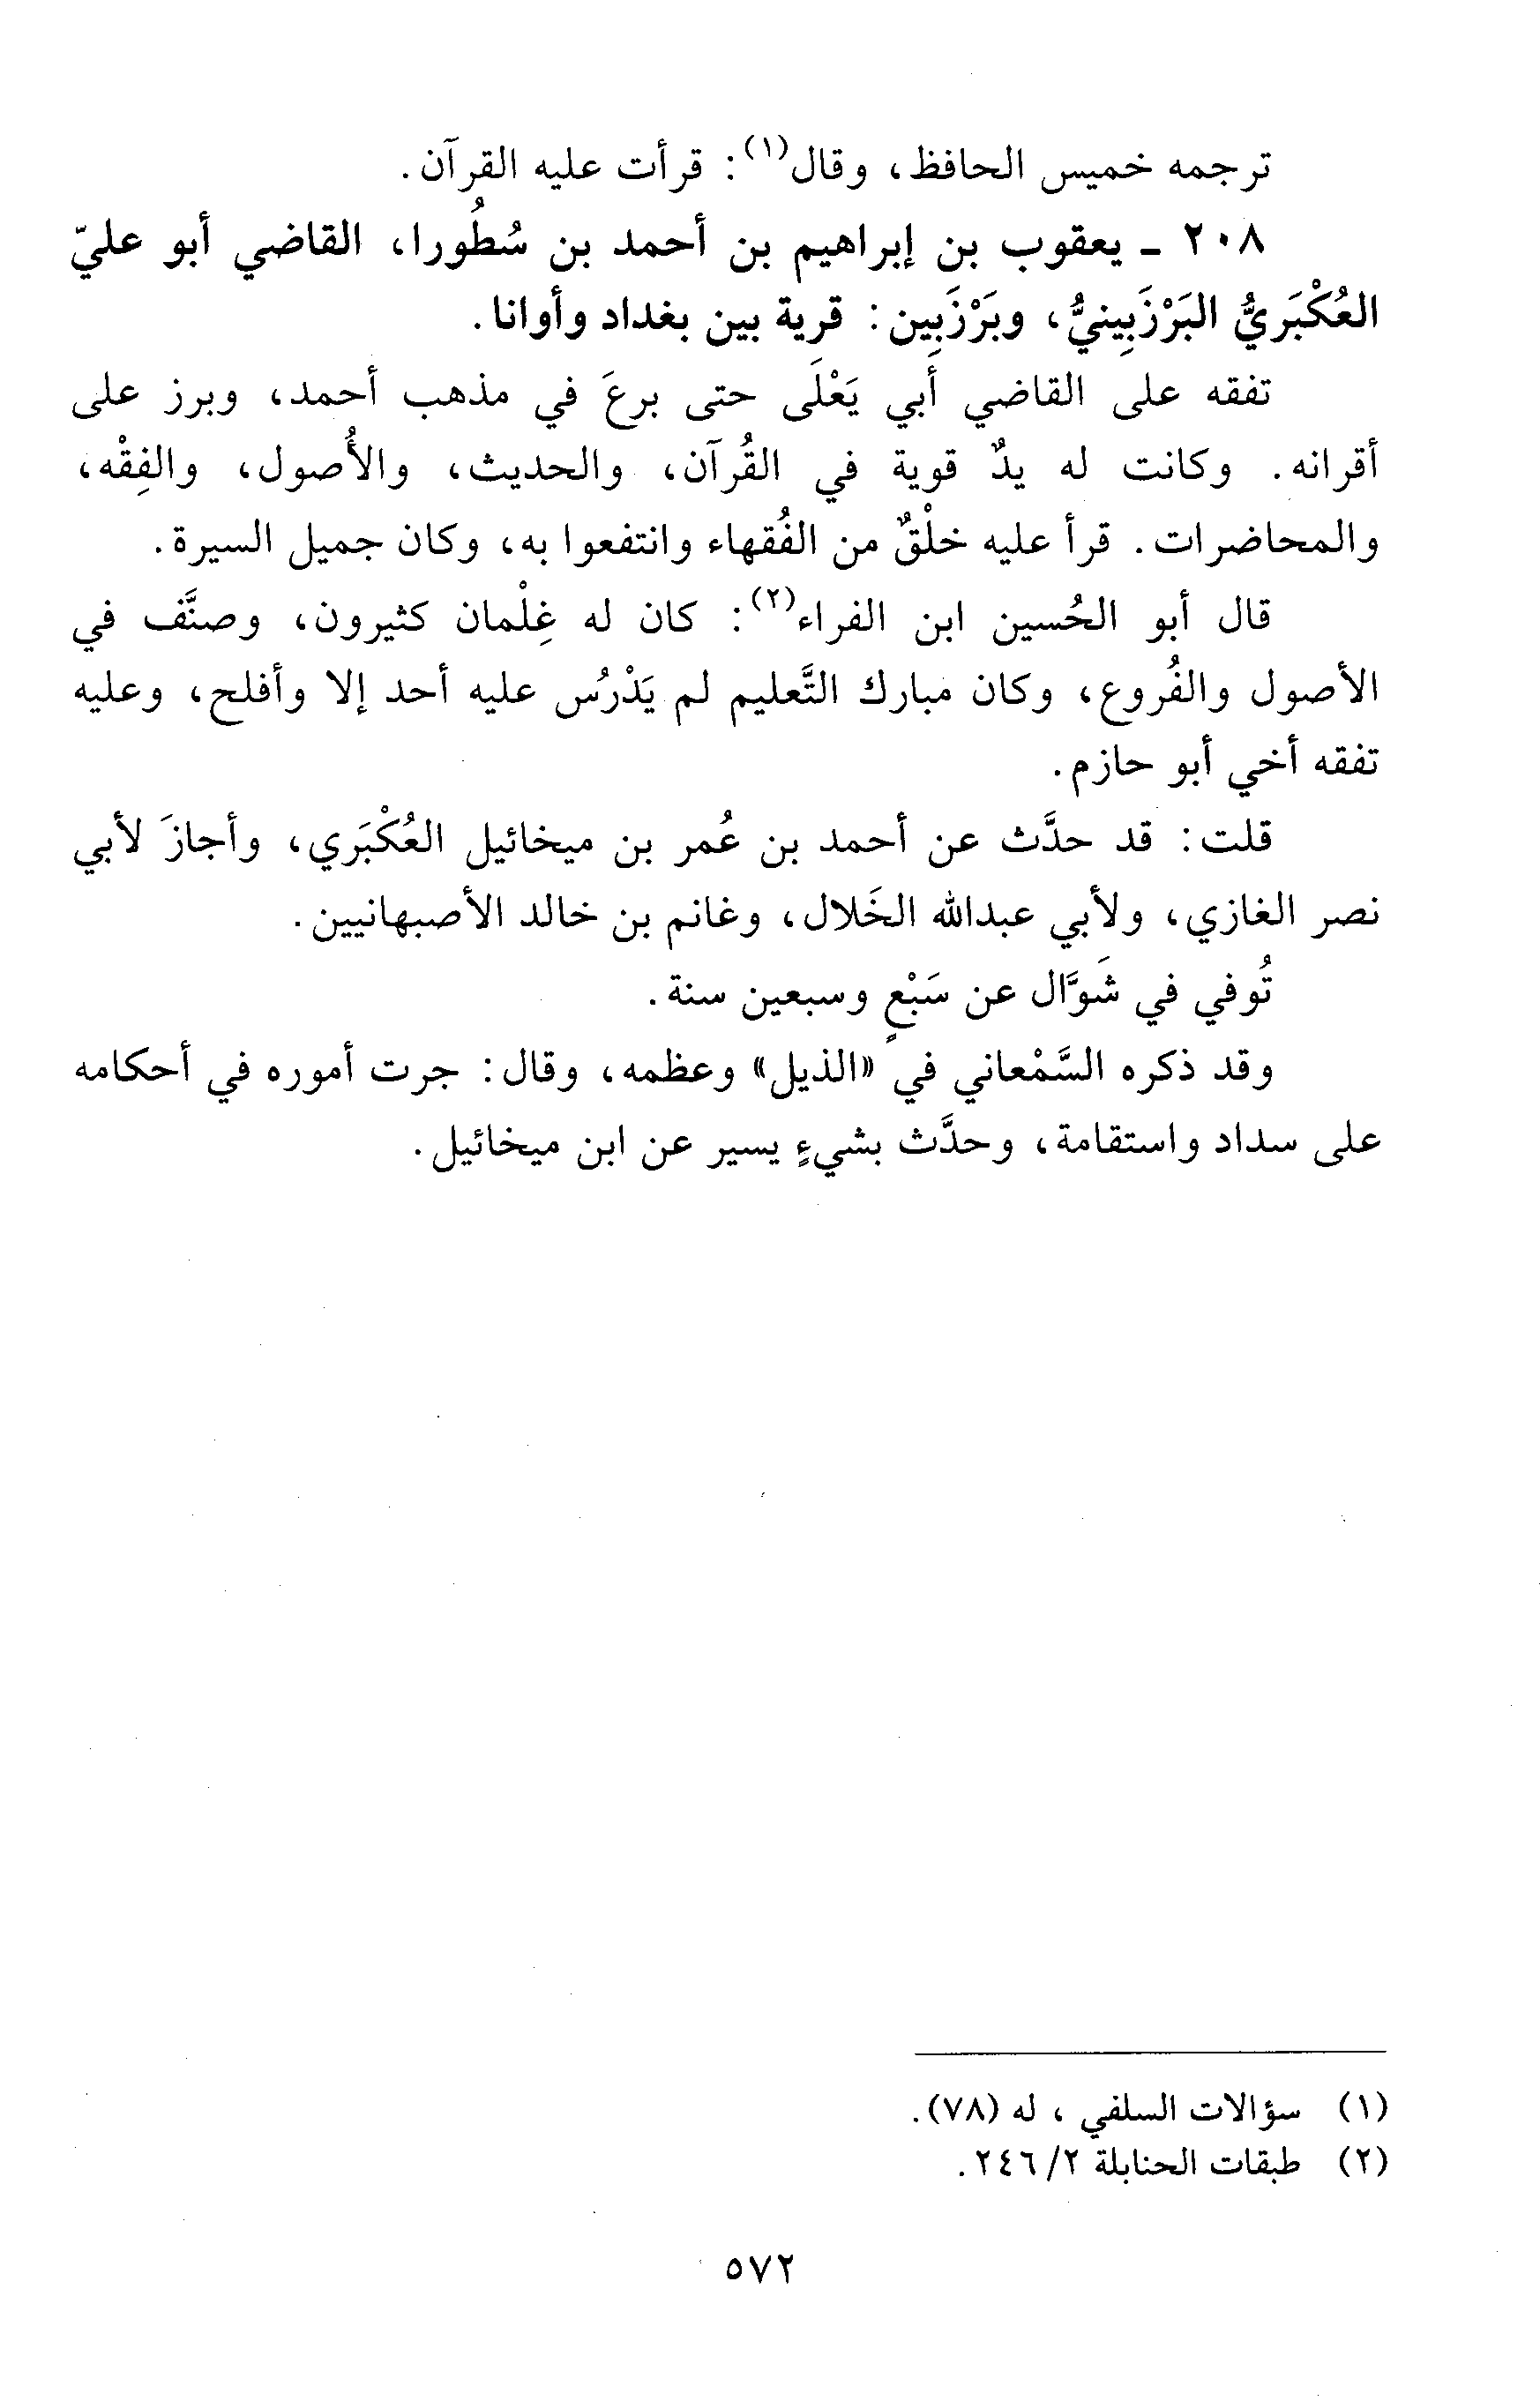 ترجمه خميس الحافظ، وقال(١): قرأت عليه القرآن.
٢٠٨ - يعقوب بن إبراهيم بن أحمد بن سُطُورا، القاضي أبو عليّ
العُكْبَريُّ البَرْزَبِينيُّ، وبَرْزَبِين: قرية بين بغداد وأوانا.
تفقه على القاضي أبي يَعْلَى حتى برعَ في مذهب أحمد، وبرز على
أقرانه. وكانت له يدٌ قوية في القُرآن، والحديث، والأُصول، والفِقْه،
والمحاضرات. قرأ عليه خلْقٌ من الفُقهاء وانتفعوا به، وكان جميل السيرة.
قال أبو الحُسين ابن الفراء(٢): كان له غِلْمان كثيرون، وصنَّف في
الأصول والفُروع، وكان مبارك التَّعليم لم يَدْرُس عليه أحد إلا وأفلح، وعليه
تفقه أخي أبو حازم.
قلت: قد حدَّث عن أحمد بن عُمر بن ميخائيل العُكْبَري، وأجازَ لأبي
نصر الغازي، ولأبي عبدالله الخَلال، وغانم بن خالد الأصبهانيين.
تُوفي في شَوَّال عن سَبْعٍ وسبعين سنة.
وقد ذكره السَّمْعاني في «الذيل» وعظمه، وقال: جرت أموره في أحكامه
على سداد واستقامة، وحدَّث بشيءٍ يسير عن ابن ميخائيل.
(١) سؤالات السلفي ، له (٧٨).
(٢) طبقات الحنابلة ٢/ ٢٤٦.
٥٧٢